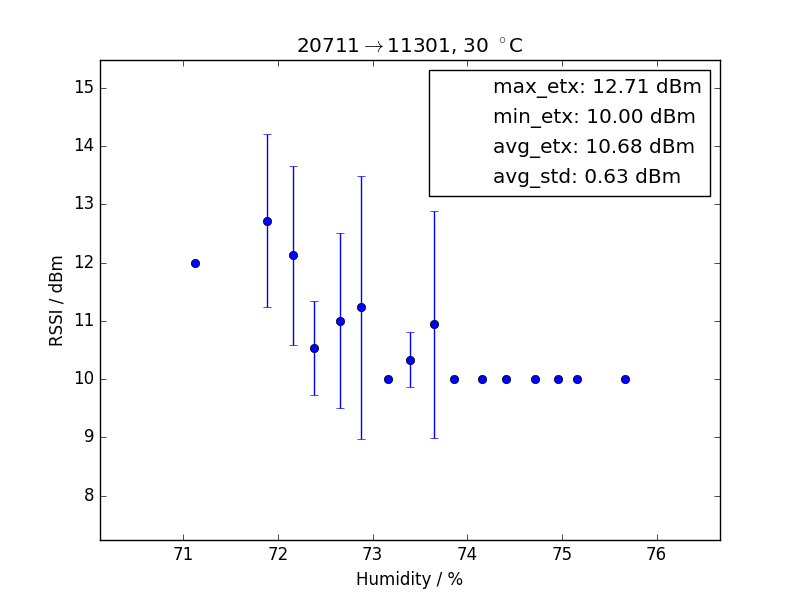 20711→11301, 30 °C
max_etx: 12.71 dBm
min_etx: 10.00 dBm
avg_etx: 10.68 dBm
avg_std: 0.63 dBm
RSSI / dBm
15
14
13
12
11
10
9
8
71 72 73 74 75 76
Humidity / %